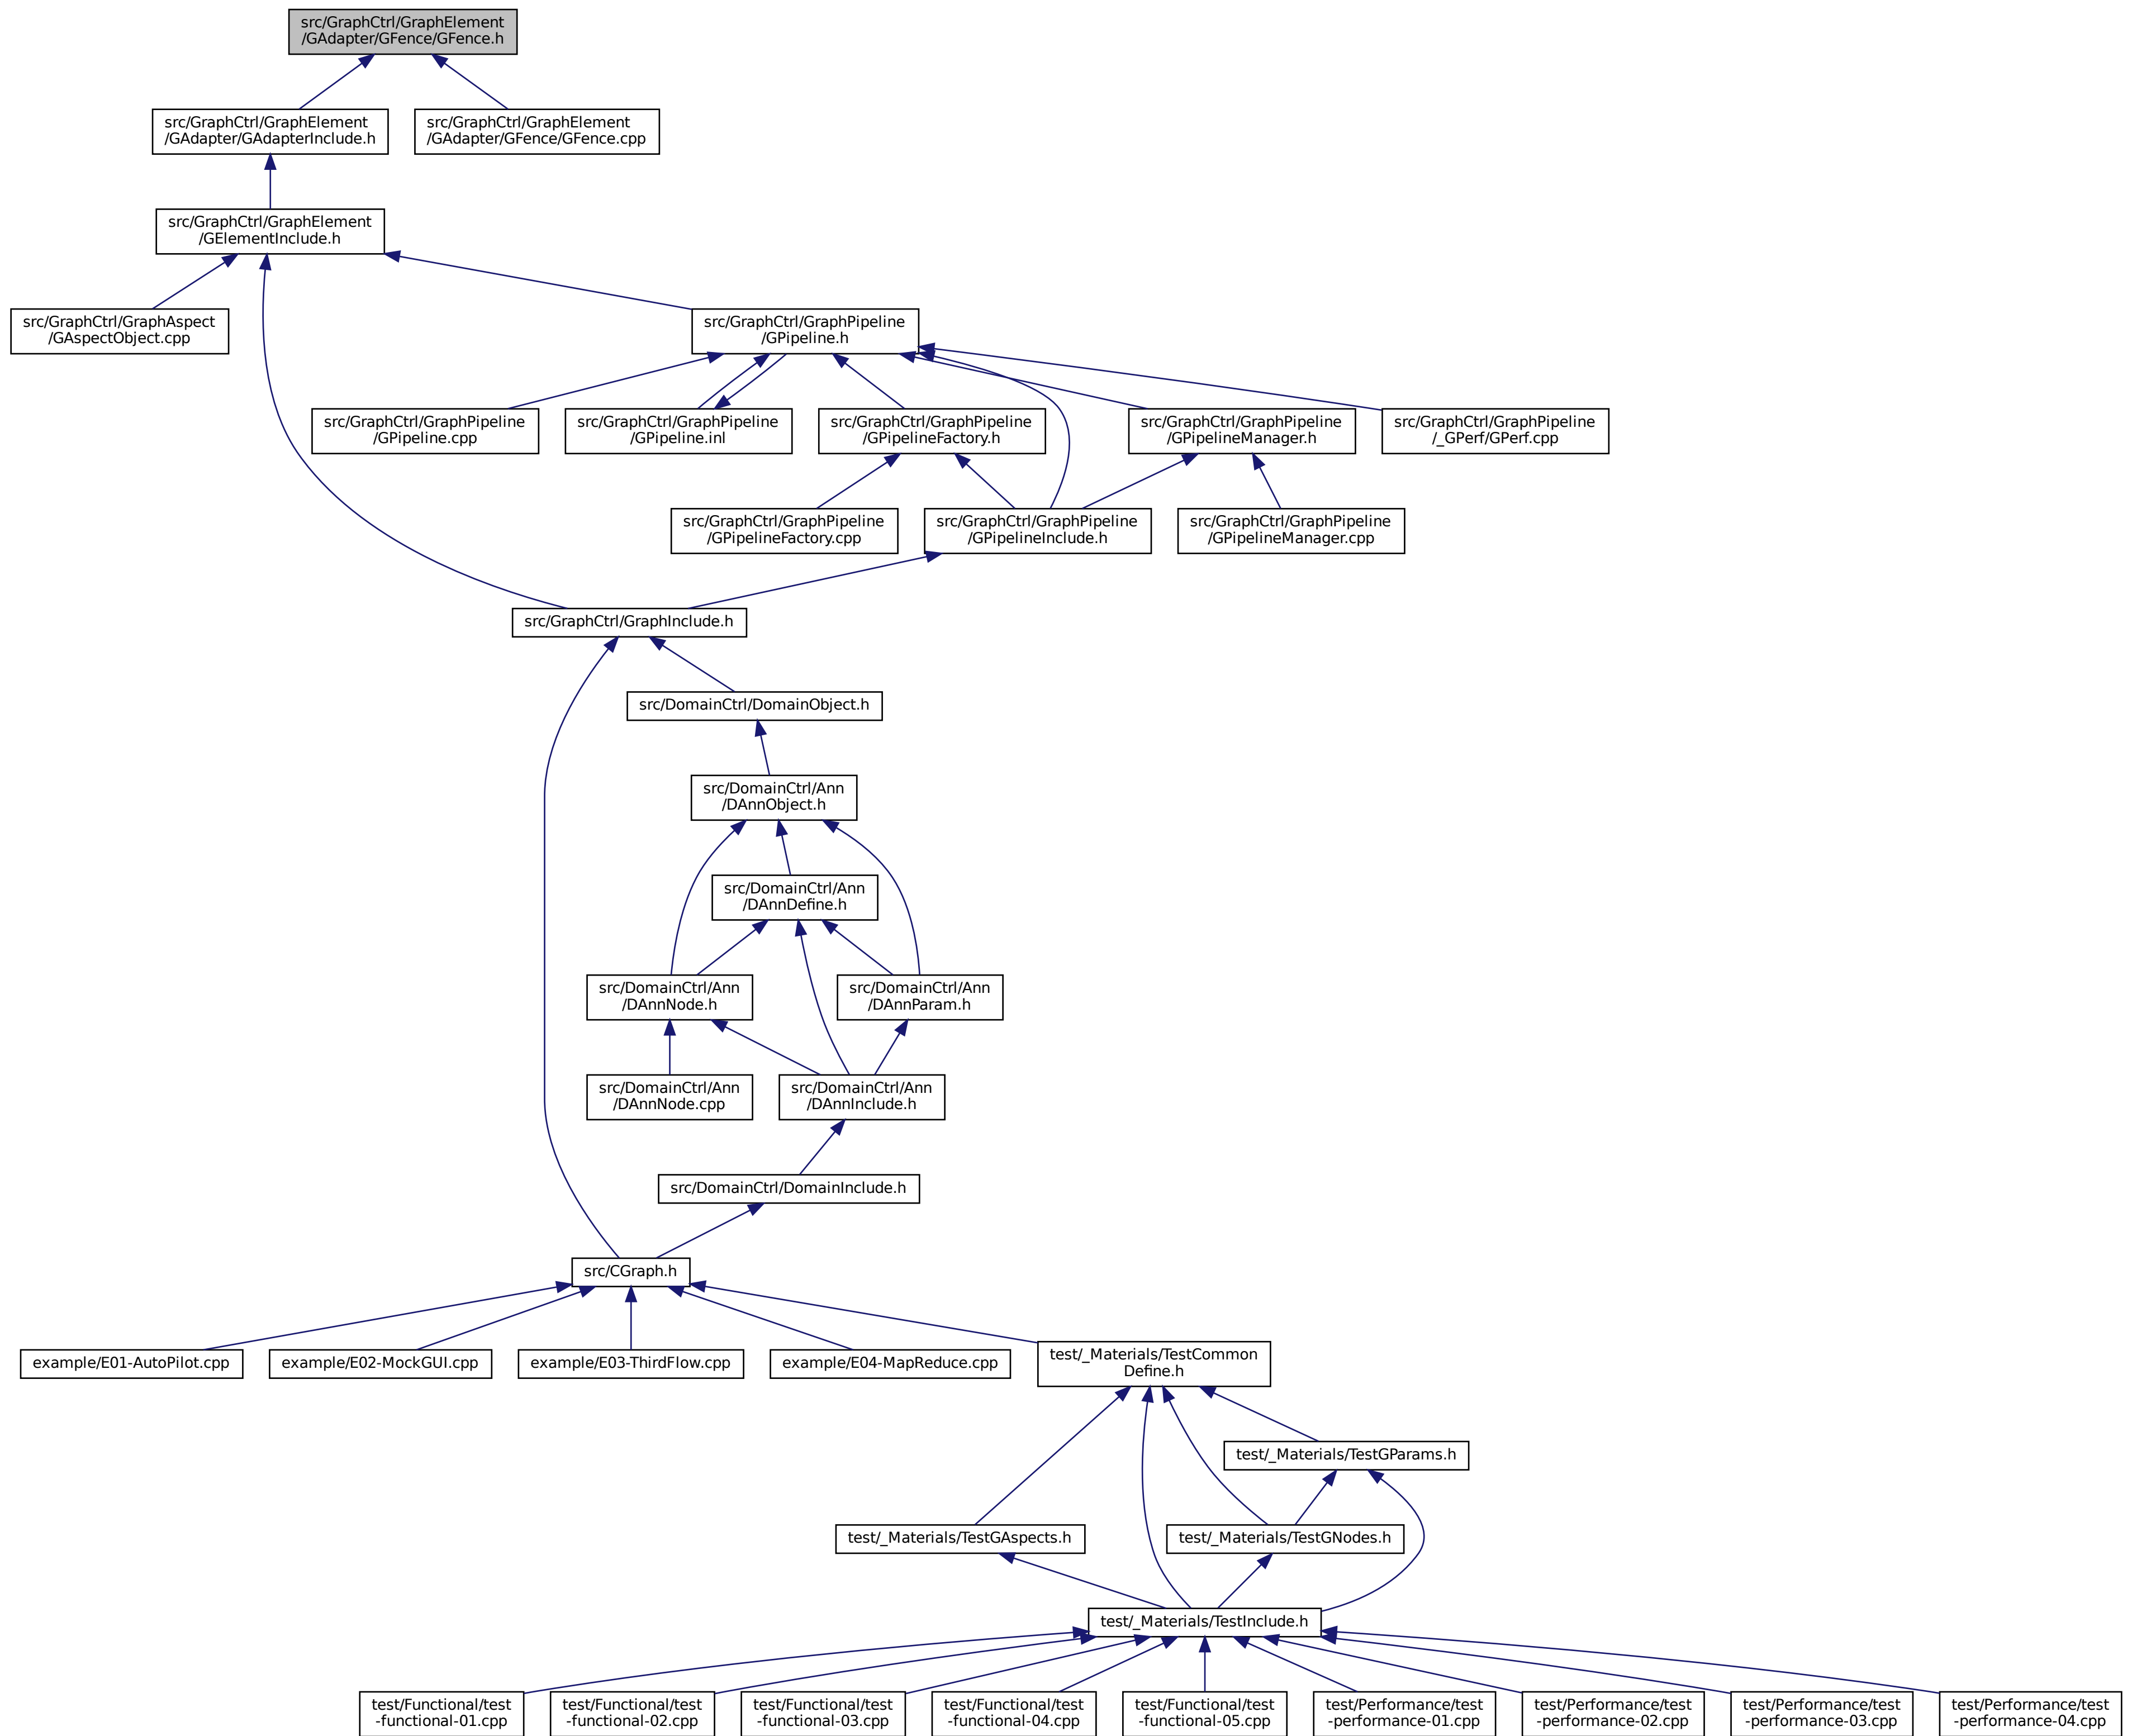 src/GraphCtrl/GraphElement
/GAdapter/GFence/GFence.h
src/GraphCtrl/GraphElement
/GAdapter/GAdapterInclude.h
src/GraphCtrl/GraphElement
/GAdapter/GFence/GFence.cpp
src/GraphCtrl/GraphElement
/GElementInclude.h
src/GraphCtrl/GraphAspect
/GAspectObject.cpp
src/GraphCtrl/GraphPipeline
/GPipeline.h
src/GraphCtrl/GraphPipeline
/GPipeline.cpp
src/GraphCtrl/GraphPipeline
/GPipeline.inl
src/GraphCtrl/GraphPipeline
/GPipelineFactory.h
src/GraphCtrl/GraphPipeline
/GPipelineManager.h
src/GraphCtrl/GraphPipeline
/_GPerf/GPerf.cpp
src/GraphCtrl/GraphPipeline
/GPipelineFactory.cpp
src/GraphCtrl/GraphPipeline
/GPipelineInclude.h
src/GraphCtrl/GraphPipeline
/GPipelineManager.cpp
src/GraphCtrl/GraphInclude.h
src/DomainCtrl/DomainObject.h
src/DomainCtrl/Ann
/DAnnObject.h
src/DomainCtrl/Ann
/DAnnDefine.h
src/DomainCtrl/Ann
/DAnnNode.h
src/DomainCtrl/Ann
/DAnnParam.h
src/DomainCtrl/Ann
/DAnnNode.cpp
src/DomainCtrl/Ann
/DAnnInclude.h
src/DomainCtrl/DomainInclude.h
src/CGraph.h
example/E01-AutoPilot.cpp
example/E02-MockGUI.cpp
example/E03-ThirdFlow.cpp
example/E04-MapReduce.cpp
test/_Materials/TestCommon
Define.h
test/_Materials/TestGParams.h
test/_Materials/TestGAspects.h
test/_Materials/TestGNodes.h
test/_Materials/TestInclude.h
test/Functional/test
-functional-01.cpp
test/Functional/test
-functional-02.cpp
test/Functional/test
-functional-03.cpp
test/Functional/test
-functional-04.cpp
test/Functional/test
-functional-05.cpp
test/Performance/test
-performance-01.cpp
test/Performance/test
-performance-02.cpp
test/Performance/test
-performance-03.cpp
test/Performance/test
-performance-04.cpp